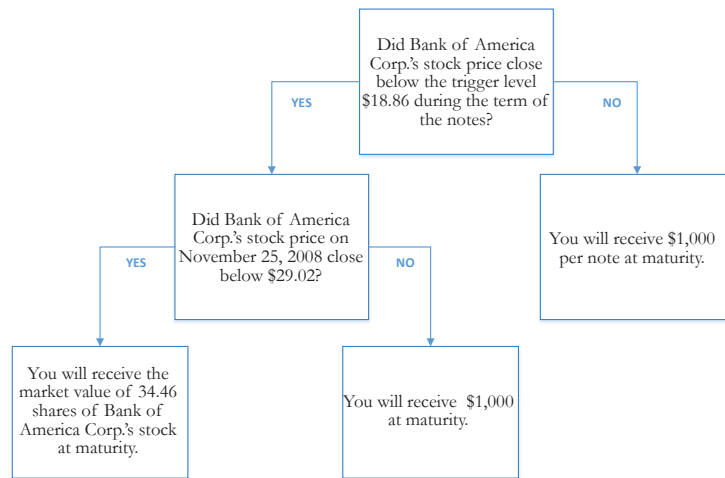 Did Bank of America
Corp.'s stock price close
below the trigger level
$18.86 during the term of
the notes?
YES
NO
Did Bank of America
Corp.'s stock price on
November 25, 2008 close
below $29.02?
You will receive $1,000
per note at maturity.
YES
NO
You will receive the
market value of 34.46
shares of Bank of
America Corp.'s stock
at maturity.
You will receive $1,000
at maturity.